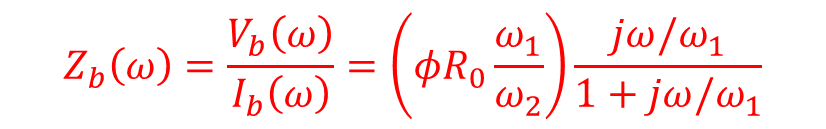 Z_b(ω) = V_b(ω) / I_b(ω) = (ϕR_0 ω_1/ω_2) (jω/ω_1) / (1 + jω/ω_1)